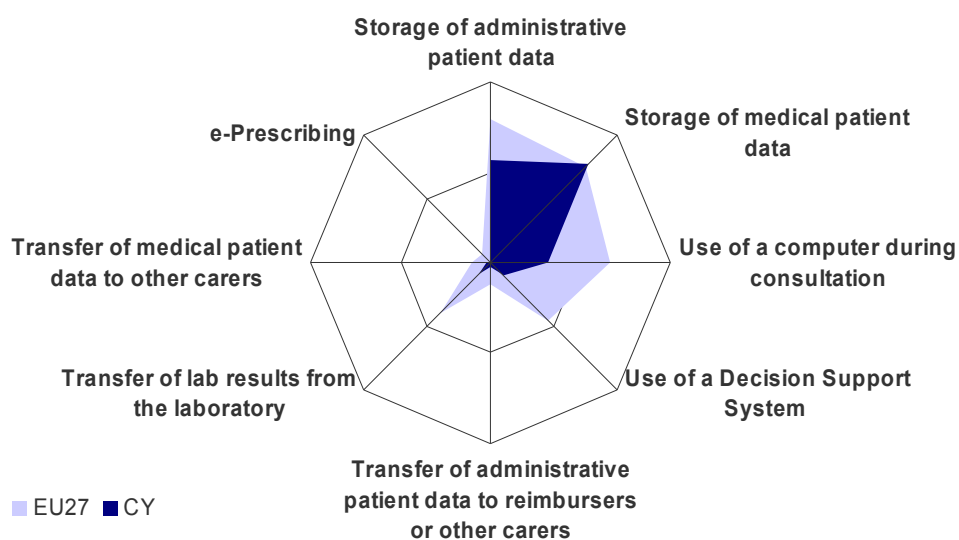 Storage of administrative
patient data
Storage of medical patient
data
e-Prescribing
Use of a computer during
consultation
Transfer of medical patient
data to other carers
Use of a Decision Support
System
Transfer of lab results from
the laboratory
Transfer of administrative
patient data to reimbursers
or other carers
EU27 CY